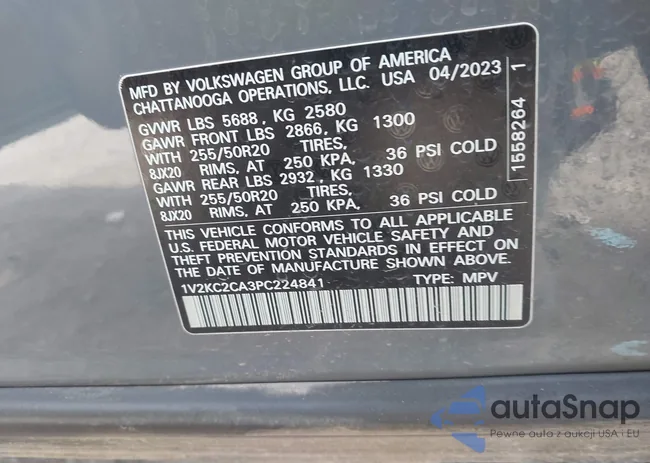 MFD BY VOLKSWAGEN GROUP OF AMERICA
CHATTANOOGA OPERATIONS, LLC. USA 04/2023
GVWR LBS 5688 , KG 2580
GAWR FRONT LBS 2866, KG 1300
WITH 255/50R20 TIRES,
8JX20 RIMS, AT 250 KPA, 36 PSI COLD
GAWR REAR LBS 2932 , KG 1330
WITH 255/50R20 TIRES,
8JX20 RIMS, AT 250 KPA, 36 PSI COLD
THIS VEHICLE CONFORMS TO ALL APPLICABLE
U.S. FEDERAL MOTOR VEHICLE SAFETY AND
THEFT PREVENTION STANDARDS IN EFFECT ON
THE DATE OF MANUFACTURE SHOWN ABOVE.
1V2KC2CA3PC224841 TYPE: MPV
1558264 1
autaSnap
Pewne auta z aukcji USA i EU